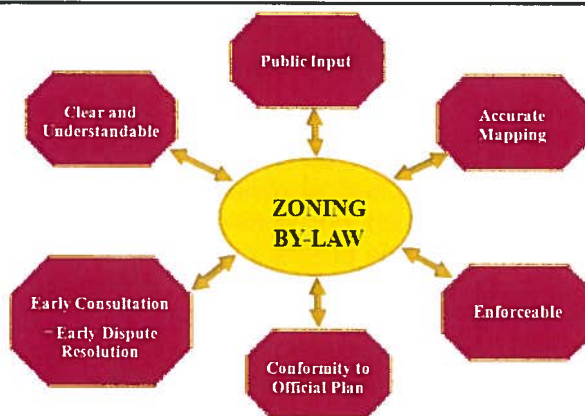 Public Input
Clear and
Understandable
Accurate
Mapping
ZONING
BY-LAW
Early Consultation
– Early Dispute
Resolution
Enforceable
Conformity to
Official Plan